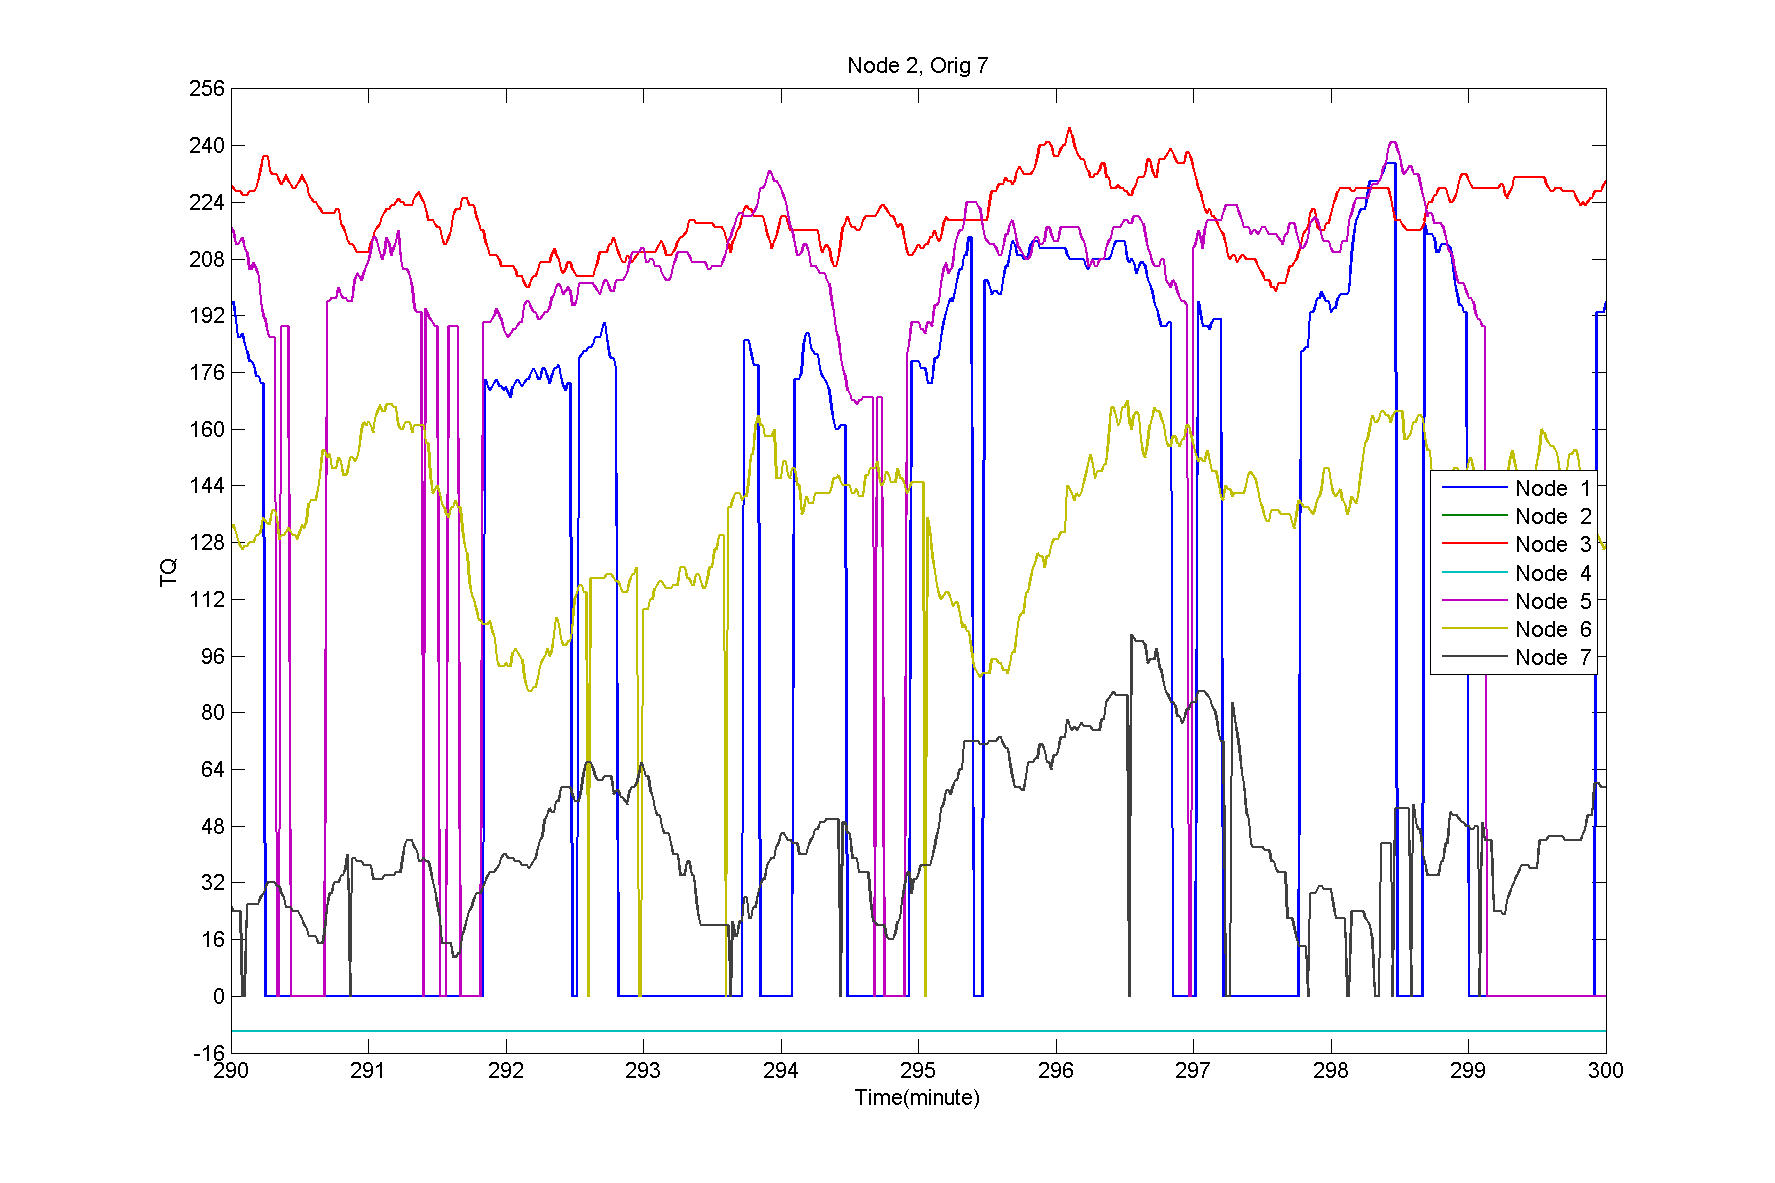 Node 2, Orig 7
256
240
224
208
192
176
160
144
128
112
96
80
64
48
32
16
0
-16
TQ
Node 1
Node 2
Node 3
Node 4
Node 5
Node 6
Node 7
290 291 292 293 294 295 296 297 298 299 300
Time(minute)